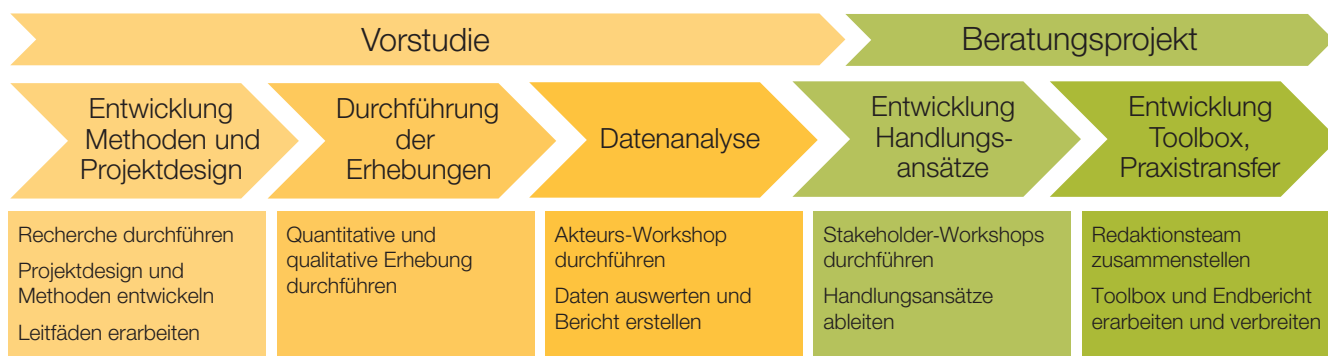 Vorstudie
Beratungsprojekt
Entwicklung
Methoden und
Projektdesign
Durchführung
der
Erhebungen
Datenanalyse
Entwicklung
Handlungs-
ansätze
Entwicklung
Toolbox,
Praxistransfer
Recherche durchführen
Projektdesign und
Methoden entwickeln
Leitfäden erarbeiten
Quantitative und
qualitative Erhebung
durchführen
Akteurs-Workshop
durchführen
Daten auswerten und
Bericht erstellen
Stakeholder-Workshops
durchführen
Handlungsansätze
ableiten
Redaktionsteam
zusammenstellen
Toolbox und Endbericht
erarbeiten und verbreiten